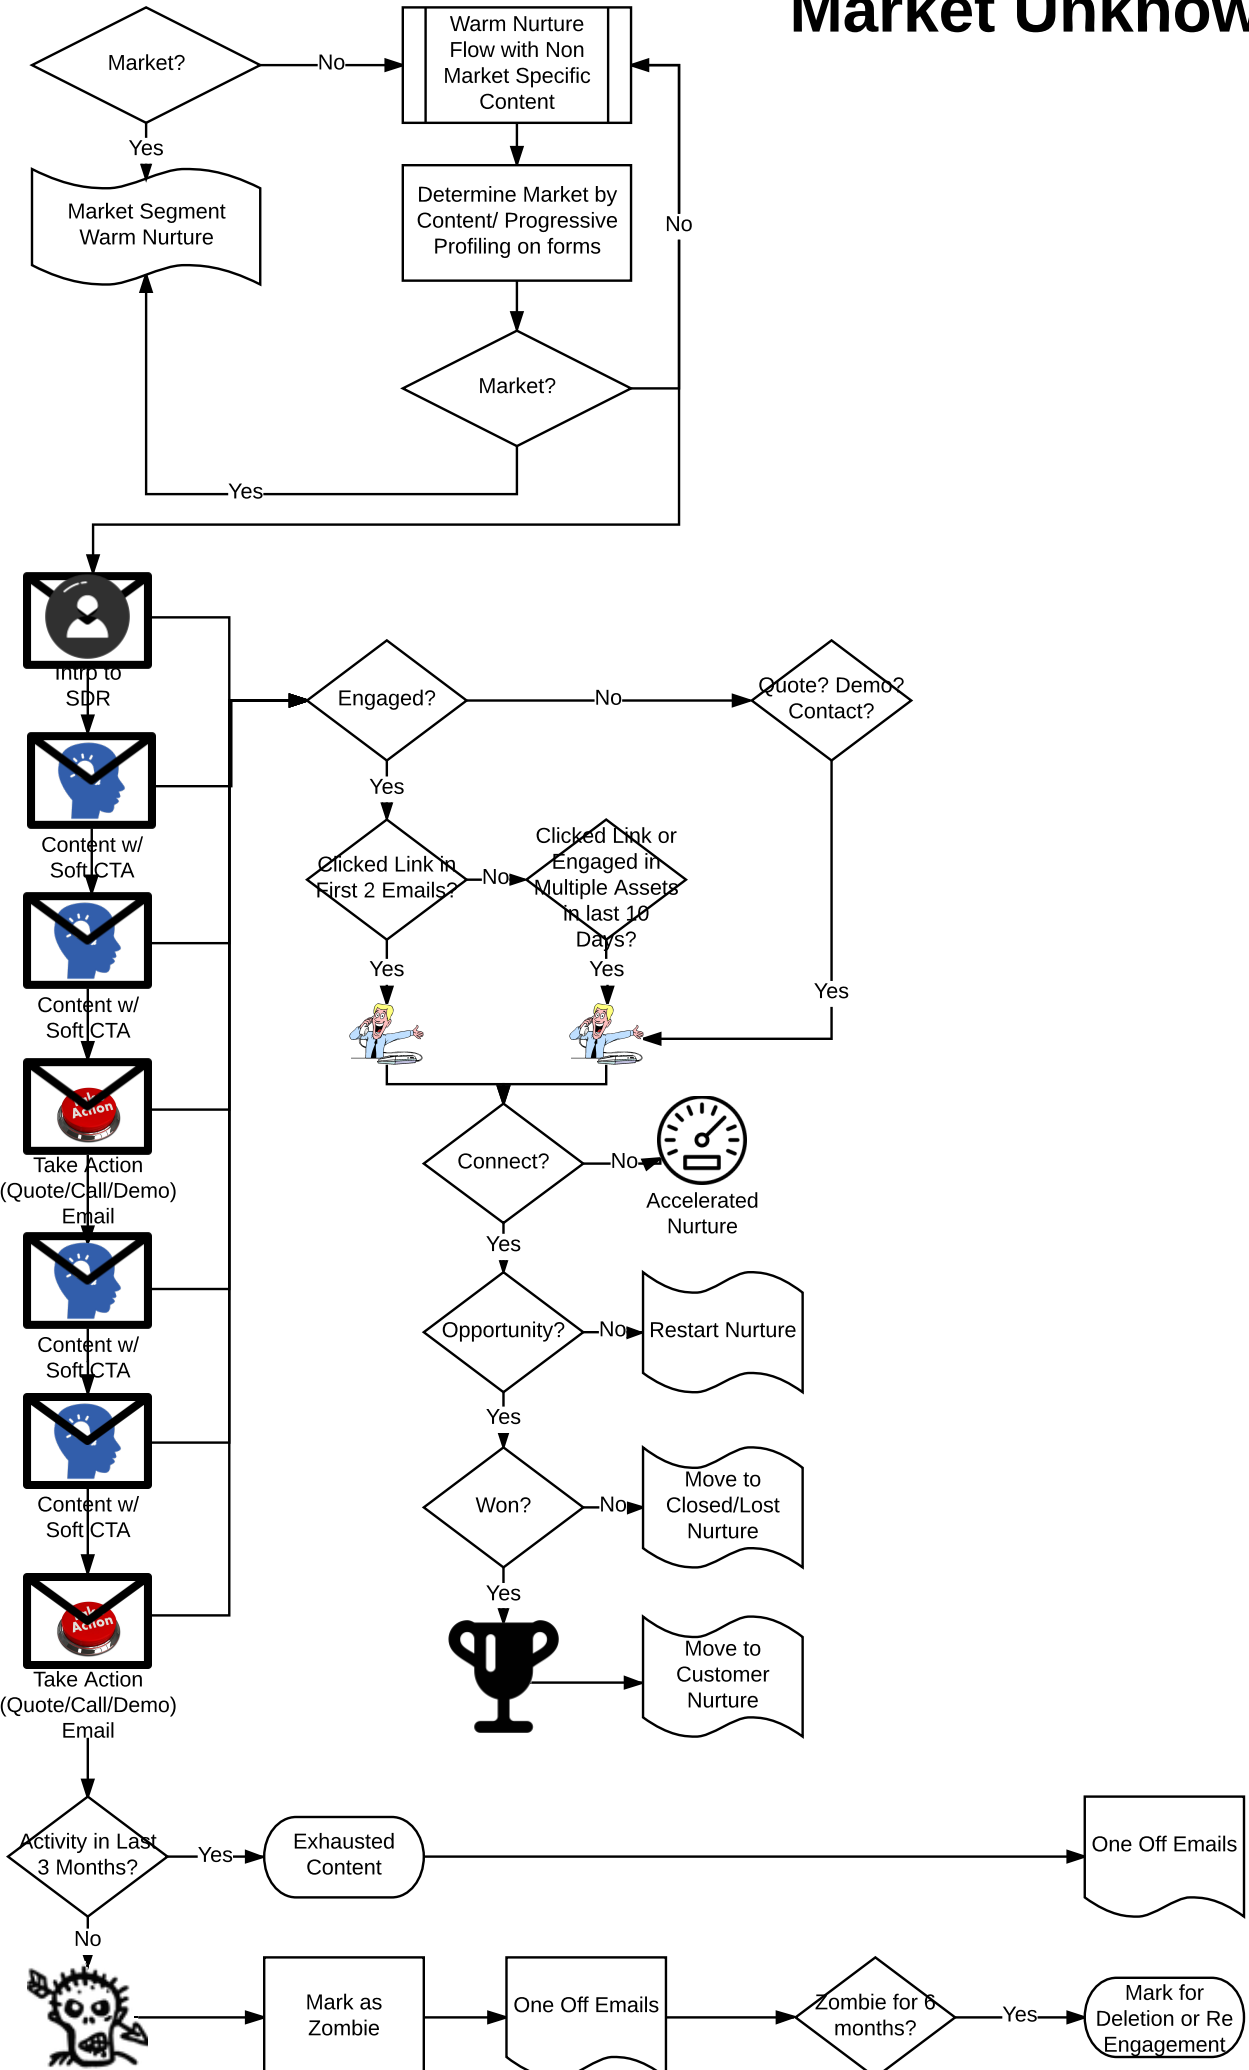 Market Unknow
Market?
No
Warm Nurture
Flow with Non
Market Specific
Content
Yes
Market Segment
Warm Nurture
Determine Market by
Content/ Progressive
Profiling on forms
No
Market?
Yes
Intro to
SDR
Engaged?
No
Quote? Demo?
Contact?
Yes
Content w/
Soft CTA
Clicked Link in
First 2 Emails?
No
Clicked Link or
Engaged in
Multiple Assets
in last 10
Days?
Yes
Yes
Yes
Content w/
Soft CTA
Action
Take Action
(Quote/Call/Demo)
Email
Connect?
No
Accelerated
Nurture
Yes
Content w/
Soft CTA
Opportunity?
No
Restart Nurture
Yes
Content w/
Soft CTA
Won?
No
Move to
Closed/Lost
Nurture
Yes
Action
Take Action
(Quote/Call/Demo)
Email
Move to
Customer
Nurture
Activity in Last
3 Months?
Yes
Exhausted
Content
One Off Emails
No
Mark as
Zombie
One Off Emails
Zombie for 6
months?
Yes
Mark for
Deletion or Re
Engagement